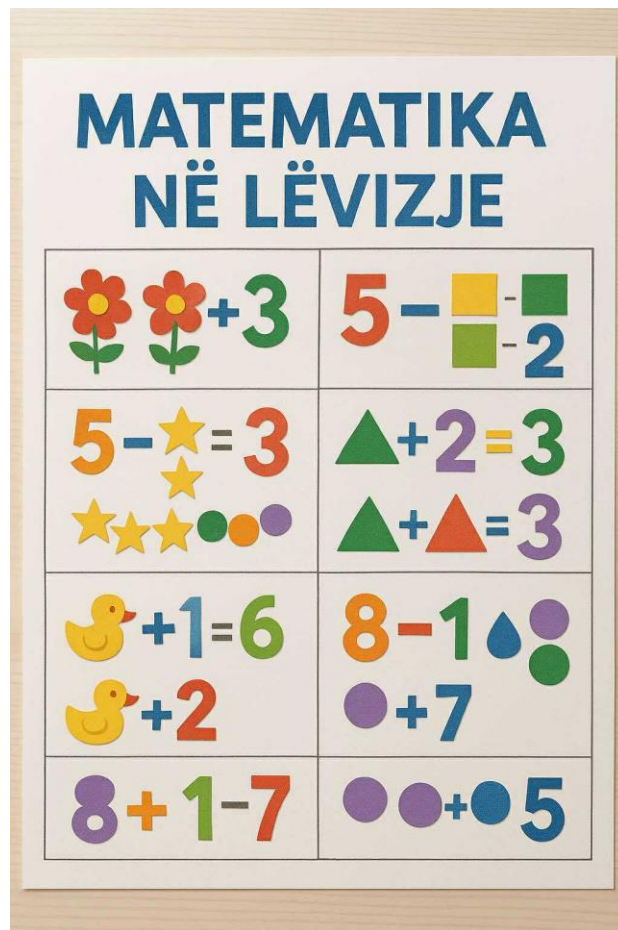 MATEMATIKA
NË LËVIZJE
+3
5 - -
- 2
5 - = 3
+ 2 = 3
+ = 3
+1=6
+2
8 - 1
+ 7
8 + 1 - 7
+ 5